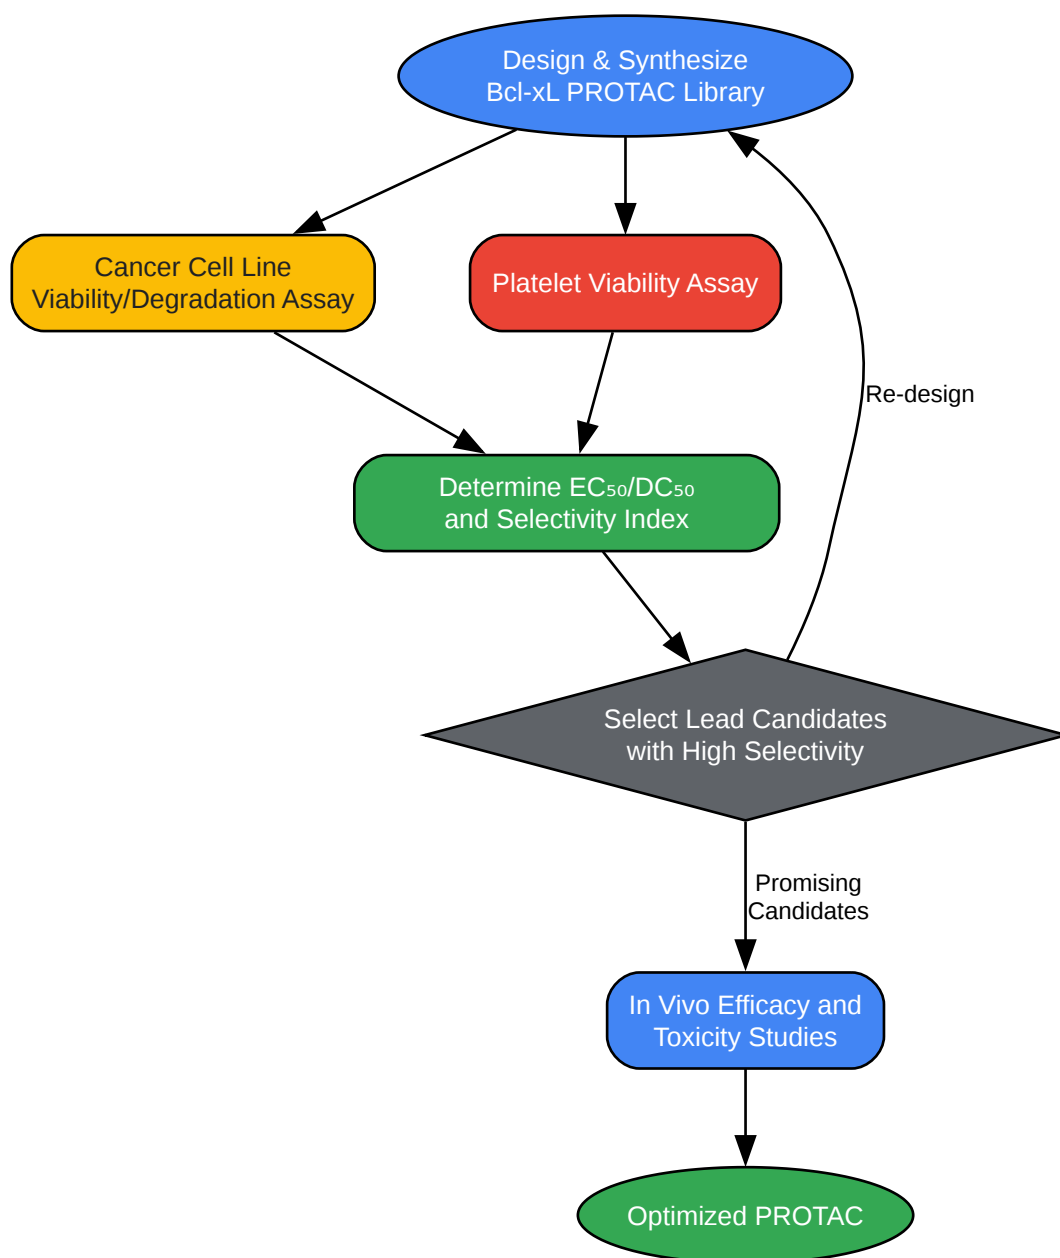 Design & Synthesize
Bcl-xL PROTAC Library
Cancer Cell Line
Viability/Degradation Assay
Platelet Viability Assay
Re-design
Determine EC₅₀/DC₅₀
and Selectivity Index
Select Lead Candidates
with High Selectivity
Promising
Candidates
In Vivo Efficacy and
Toxicity Studies
Optimized PROTAC